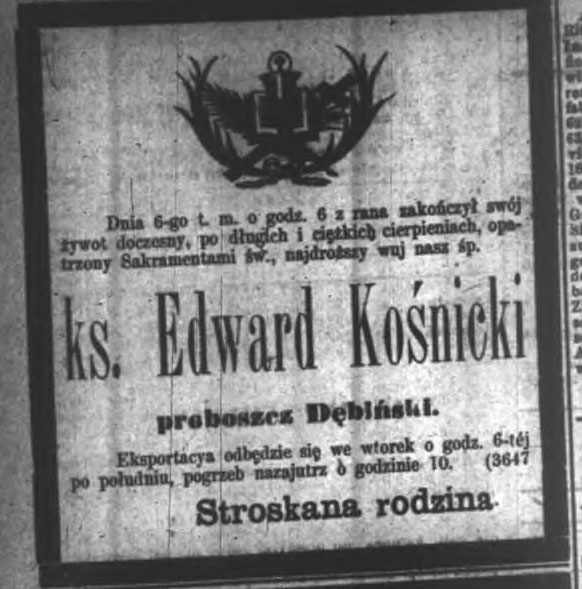 Dnia 6-go t. m. o godz. 6 z rana zakończył swój
żywot doczesny, po długich i ciężkich cierpieniach, opa-
trzony Sakramentami św., najdroższy wuj nasz śp.
ks. Edward Kośnicki
proboszcz Dębiński.
Eksportacya odbędzie się we wtorek o godz. 6-téj
po południu, pogrzeb nazajutrz o godzinie 10. (3647
Stroskana rodzina.